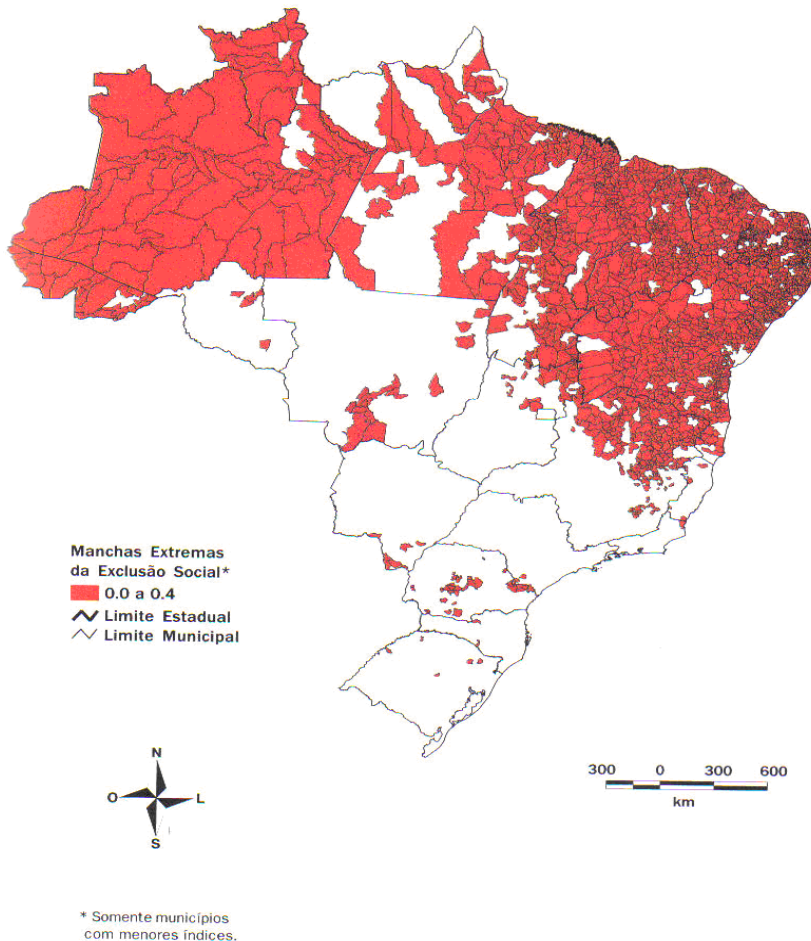 Manchas Extremas
da Exclusão Social*
0.0 a 0.4
Limite Estadual
Limite Municipal
N
O
L
S
300 0 300 600
km
* Somente municípios
com menores índices.